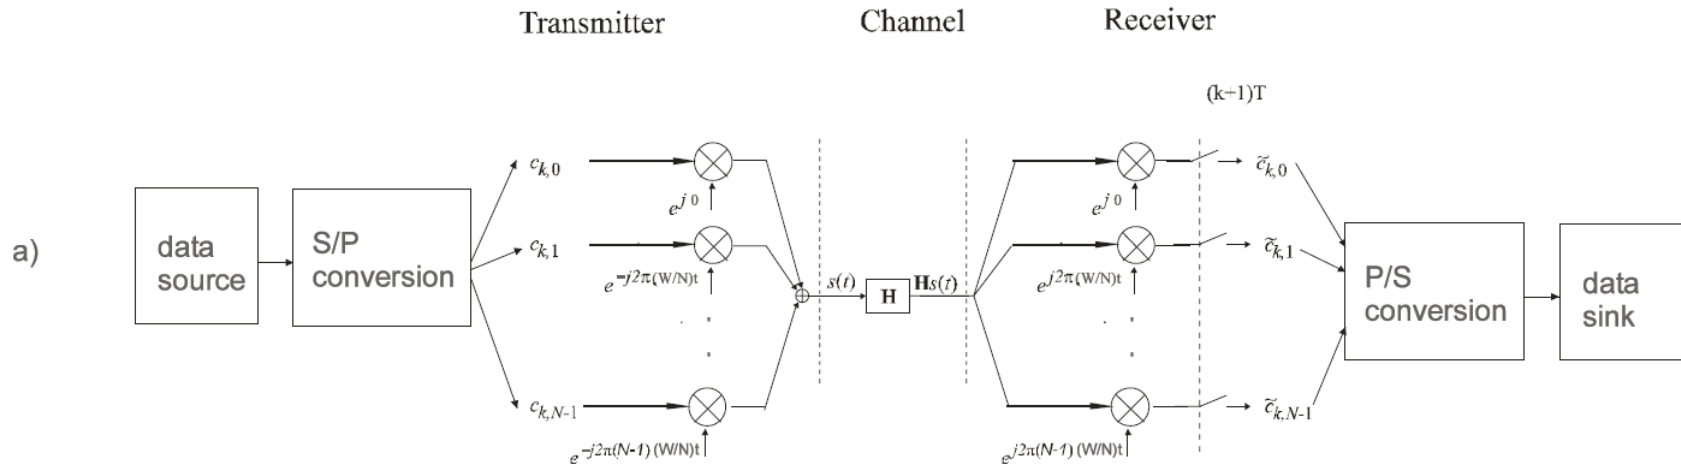 Transmitter Channel Receiver
(k+1)T
a)
data
source
S/P
conversion
c_{k,0}
e^{j 0}
c_{k,1}
e^{-j2π(W/N)t}
c_{k,N-1}
e^{-j2π(N-1)(W/N)t}
s(t)
H
Hs(t)
e^{j 0}
c̃_{k,0}
e^{j2π(W/N)t}
c̃_{k,1}
e^{j2π(N-1)(W/N)t}
c̃_{k,N-1}
P/S
conversion
data
sink